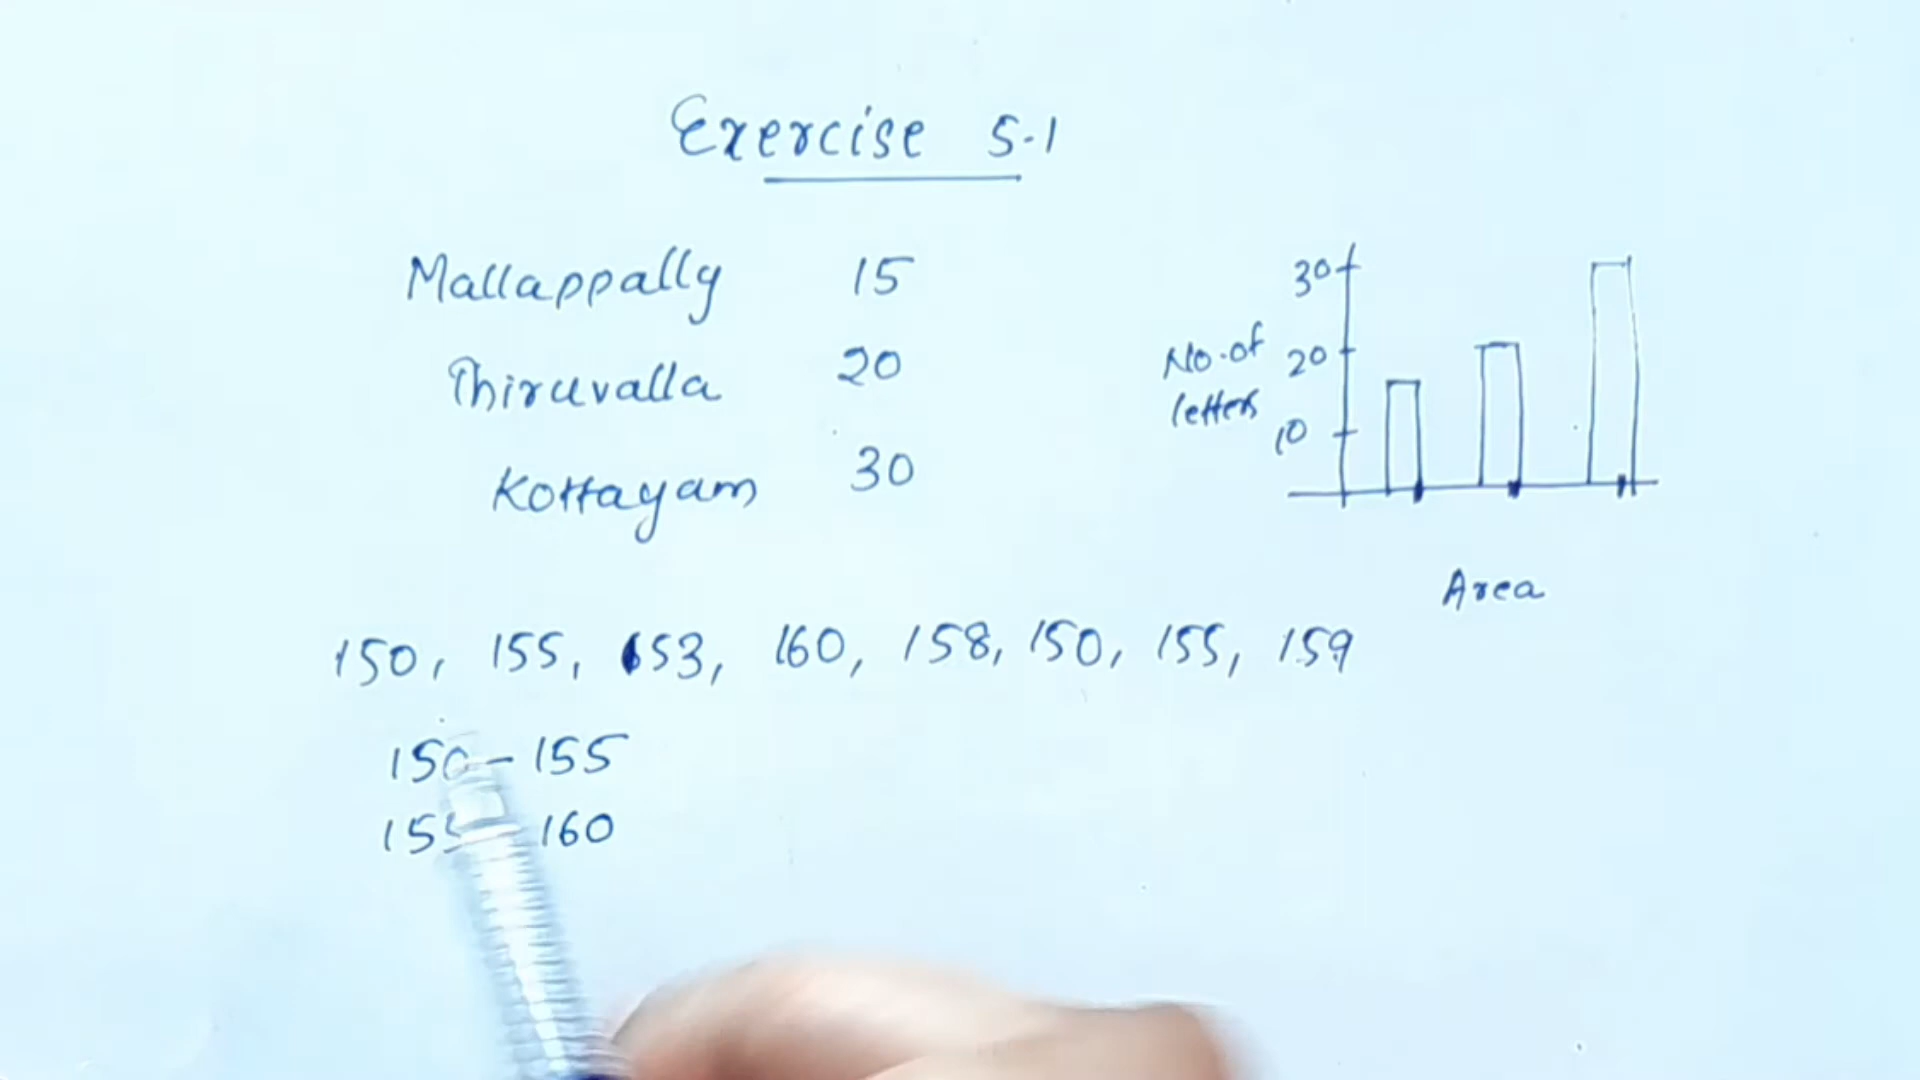 Exercise 5.1
Mallappally 15
Thiruvalla 20
Kottayam 30
30
No. of
letters
20
10
Area
150, 155, 153, 160, 158, 150, 155, 159
150 - 155
155 160